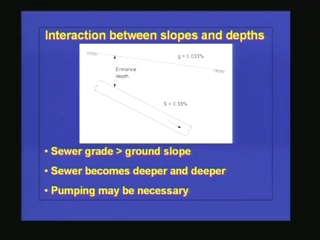 Interaction between slopes and depths
g = 0.033%
Entrance
depth
S = 0.33%
• Sewer grade > ground slope
• Sewer becomes deeper and deeper
• Pumping may be necessary